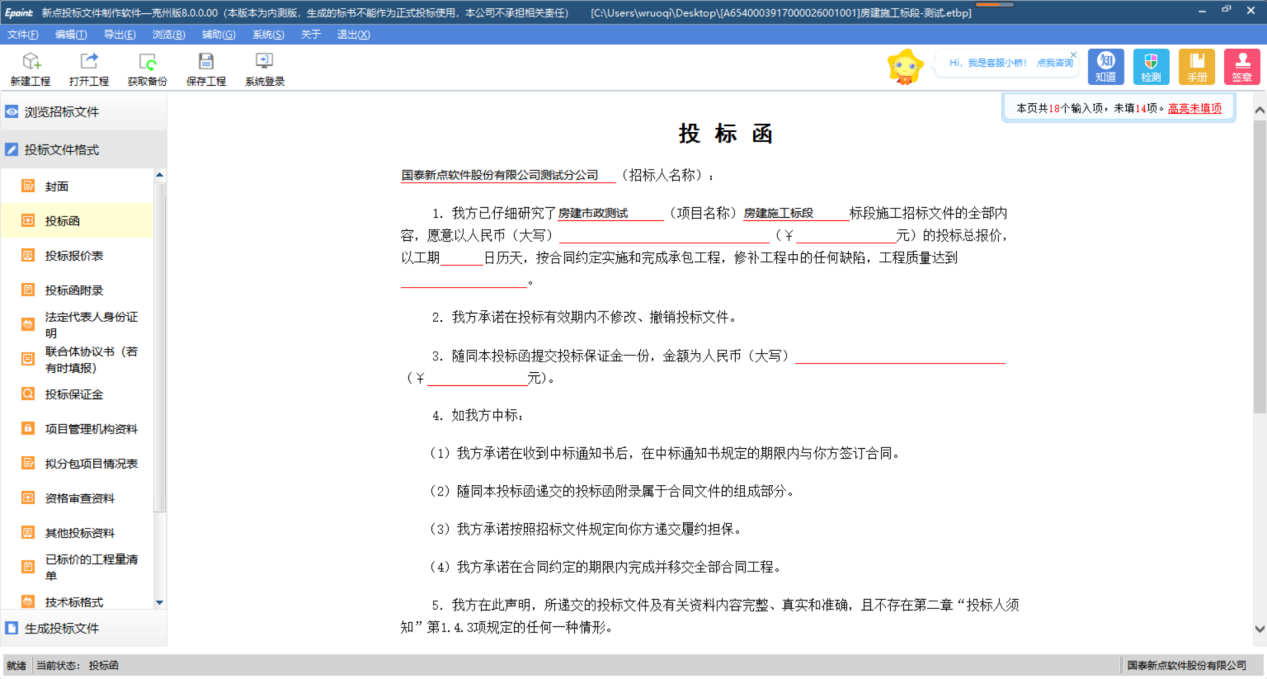 Epoint 新点投标文件制作软件—克州版8.0.0.00（本版本为内测版，生成的标书不能作为正式投标使用，本公司不承担相关责任） [C:\Users\wruoqi\Desktop\[A6540003917000026001001]房建施工标段-测试.etbp]
文件(F) 编辑(T) 导出(E) 浏览(B) 辅助(G) 系统(S) 关于 退出(X)
新建工程 打开工程 获取备份 保存工程 系统登录
Hi，我是客服小桥！ 点我咨询
知 知道 检测 手册 签章
浏览招标文件
投标文件格式
封面
投标函
投标报价表
投标函附录
法定代表人身份证
明
联合体协议书（若
有时填报）
投标保证金
项目管理机构资料
拟分包项目情况表
资格审查资料
其他投标资料
已标价的工程量清
单
技术标格式
生成投标文件
本页共18个输入项，未填14项。高亮未填项
投 标 函
国泰新点软件股份有限公司测试分公司 （招标人名称）：
1. 我方已仔细研究了房建市政测试 （项目名称）房建施工标段 标段施工招标文件的全部内
容，愿意以人民币（大写） （￥ 元）的投标总报价，
以工期 日历天，按合同约定实施和完成承包工程，修补工程中的任何缺陷，工程质量达到
。
2. 我方承诺在投标有效期内不修改、撤销投标文件。
3. 随同本投标函提交投标保证金一份，金额为人民币（大写）
（￥ 元）。
4. 如我方中标：
（1）我方承诺在收到中标通知书后，在中标通知书规定的期限内与你方签订合同。
（2）随同本投标函递交的投标函附录属于合同文件的组成部分。
（3）我方承诺按照招标文件规定向你方递交履约担保。
（4）我方承诺在合同约定的期限内完成并移交全部合同工程。
5. 我方在此声明，所递交的投标文件及有关资料内容完整、真实和准确，且不存在第二章“投标人须
知”第1.4.3项规定的任何一种情形。
就绪 当前状态： 投标函 国泰新点软件股份有限公司